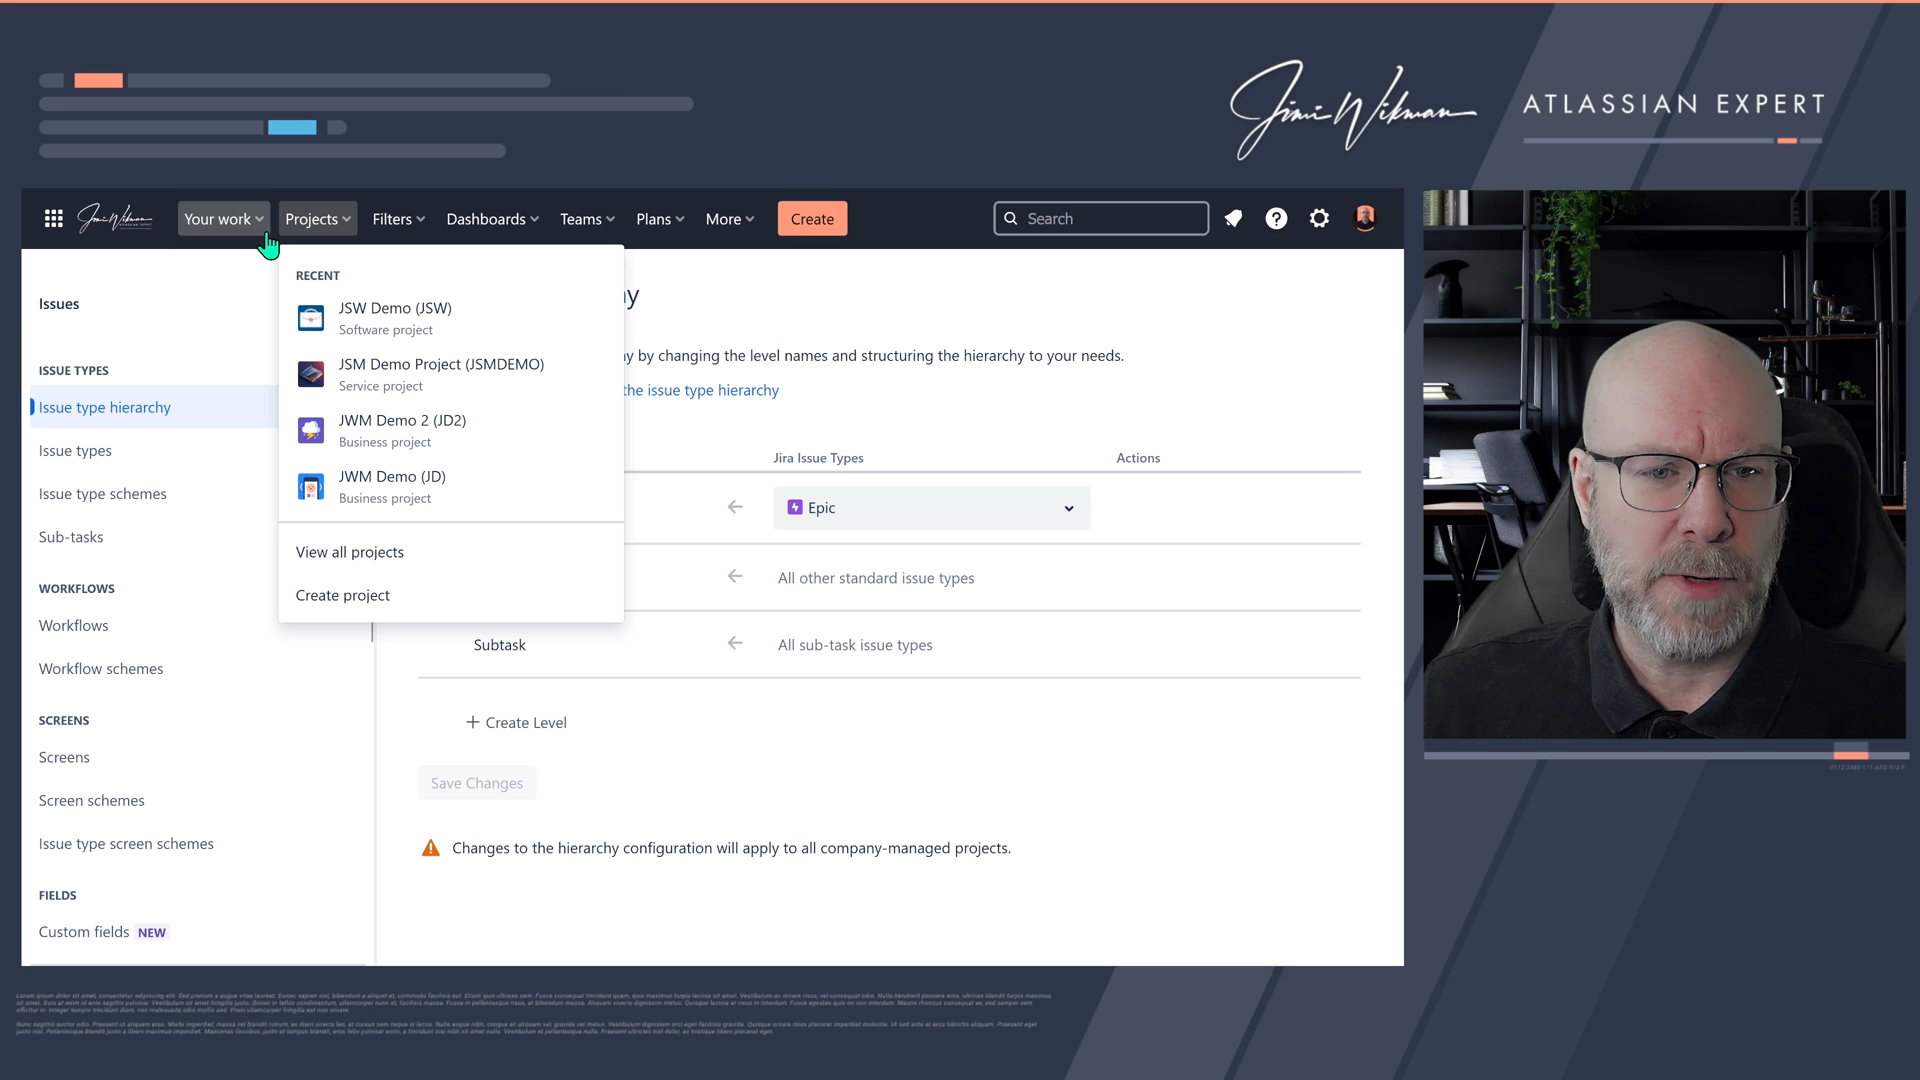 Jimi Wikman
ATLASSIAN EXPERT
Your work
Projects
Filters
Dashboards
Teams
Plans
More
Create
Search
Issues
ISSUE TYPES
Issue type hierarchy
Issue types
Issue type schemes
Sub-tasks
WORKFLOWS
Workflows
Workflow schemes
SCREENS
Screens
Screen schemes
Issue type screen schemes
FIELDS
Custom fields NEW
RECENT
JSW Demo (JSW)
Software project
JSM Demo Project (JSMDEMO)
Service project
JWM Demo 2 (JD2)
Business project
JWM Demo (JD)
Business project
View all projects
Create project
by changing the level names and structuring the hierarchy to your needs.
the issue type hierarchy
Jira Issue Types
Actions
Epic
All other standard issue types
Subtask
All sub-task issue types
+ Create Level
Save Changes
Changes to the hierarchy configuration will apply to all company-managed projects.